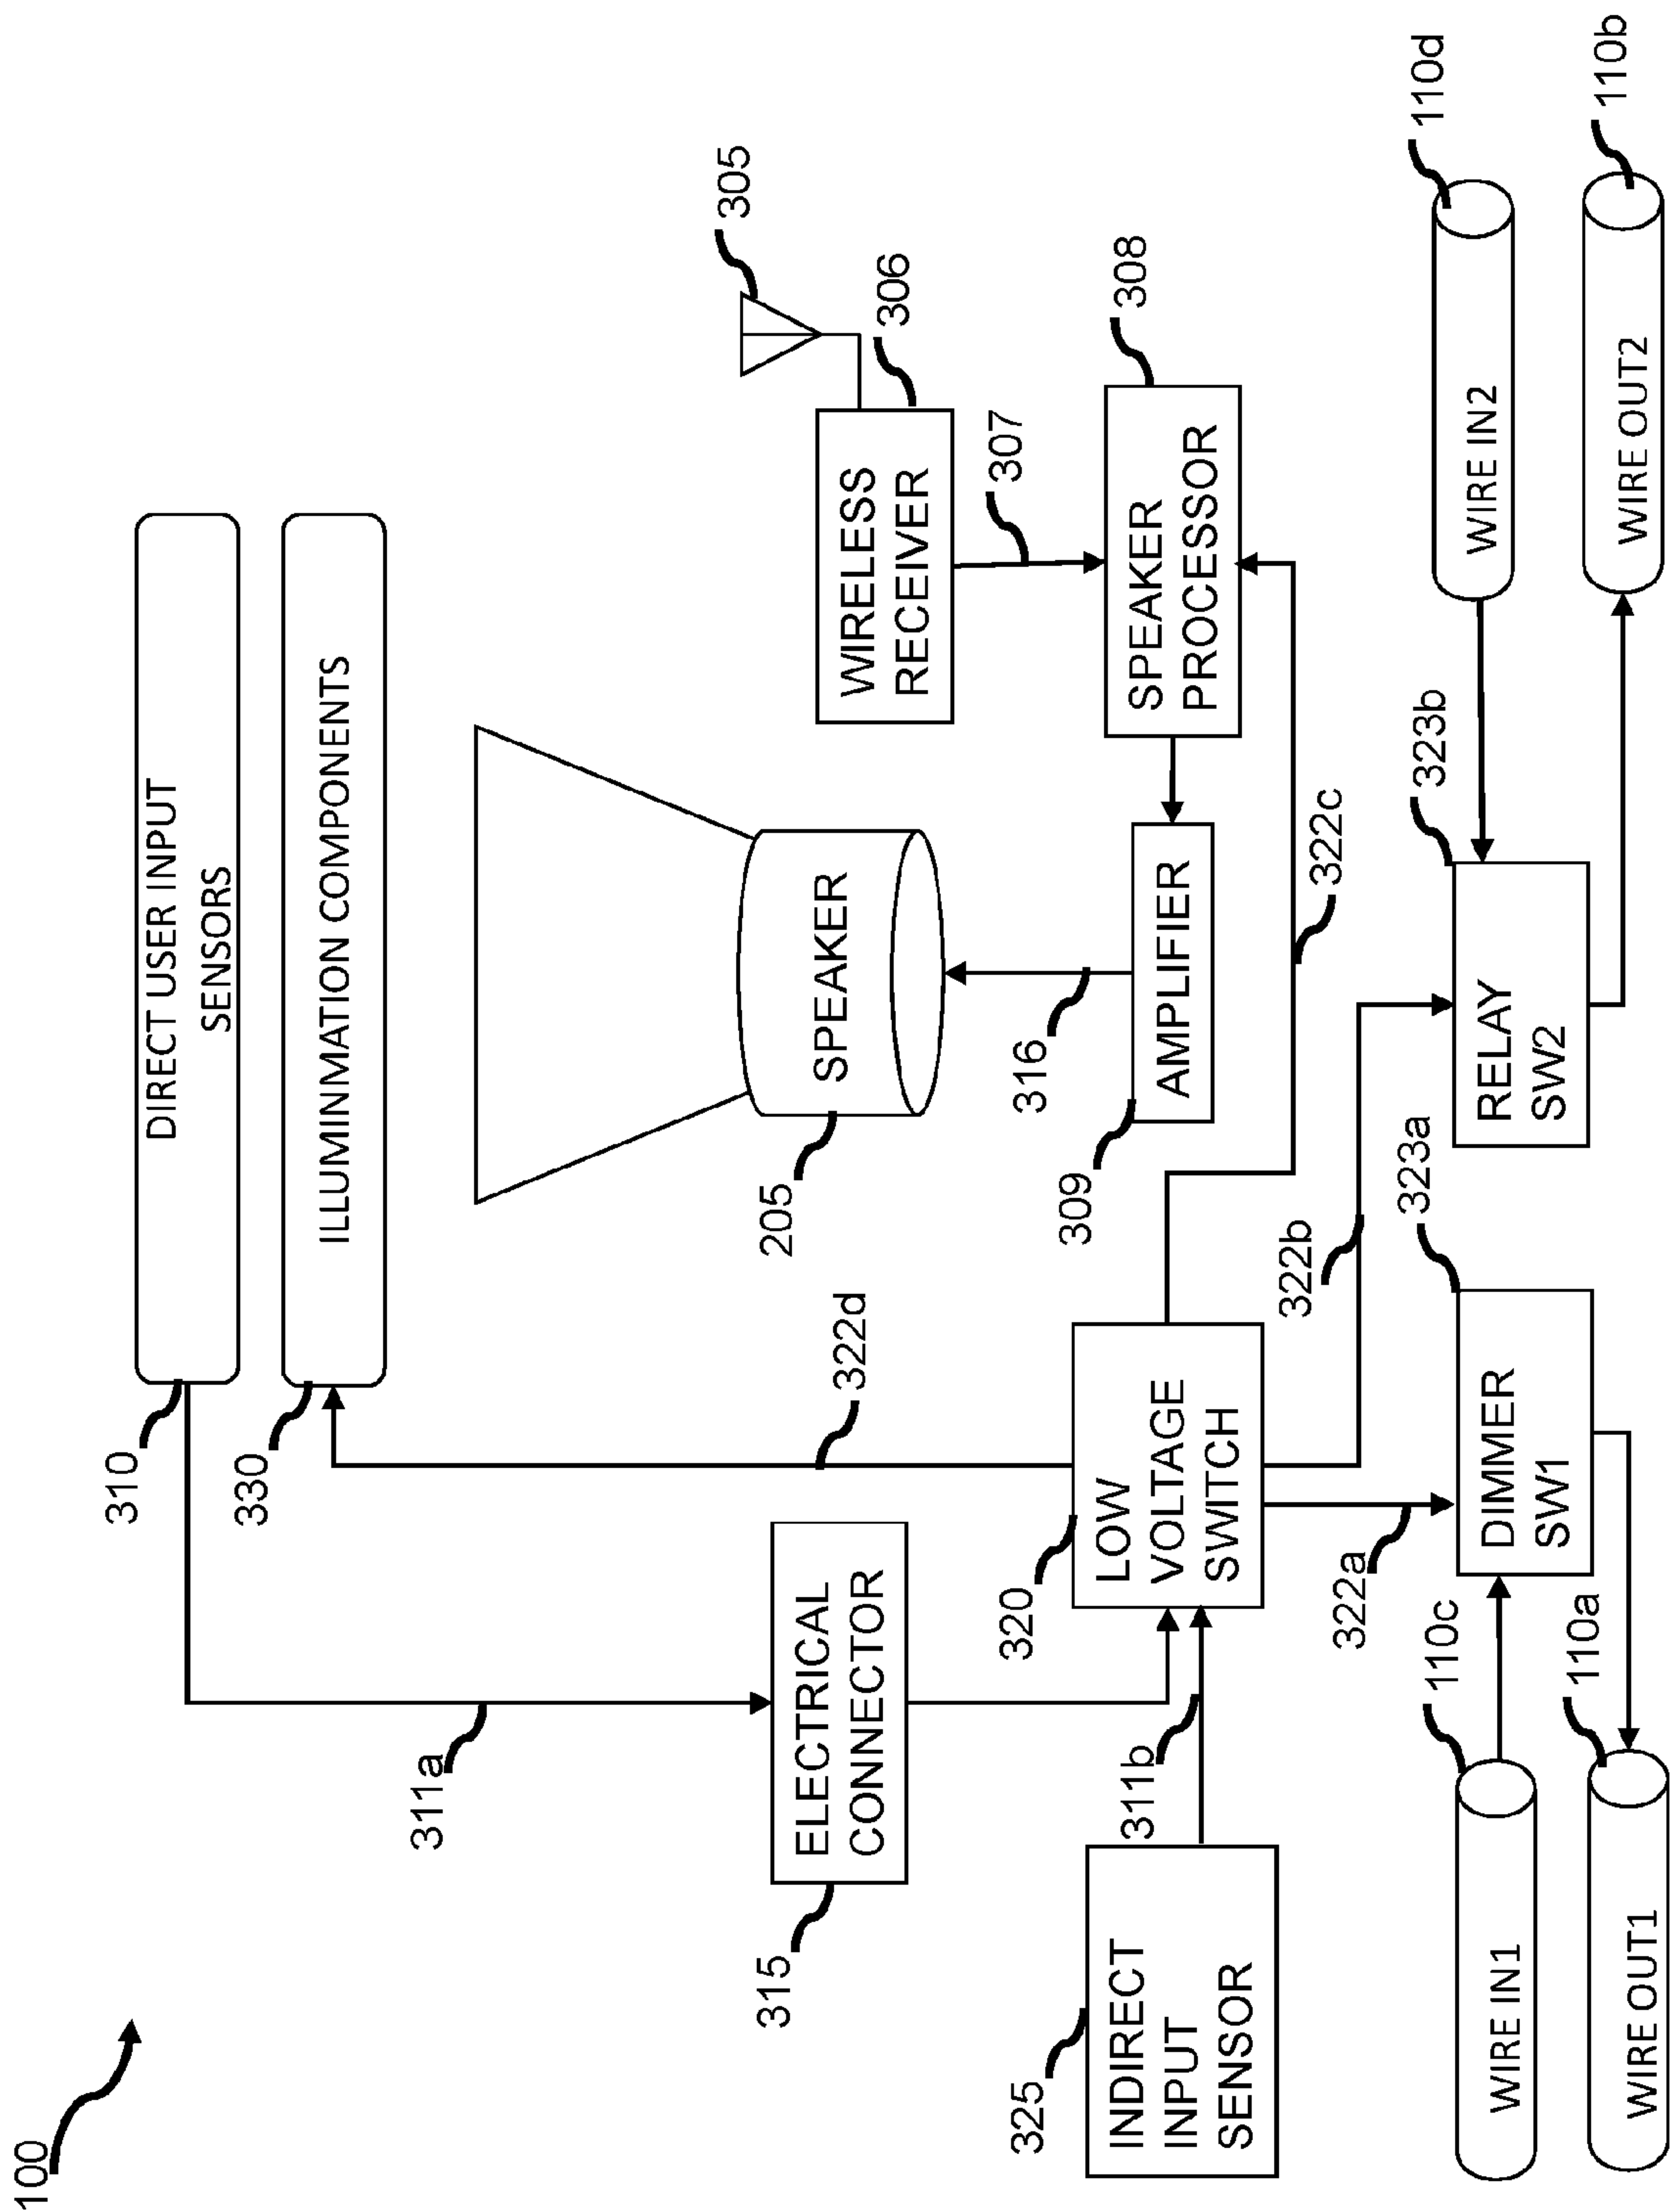 100
DIRECT USER INPUT
SENSORS
310
ILLUMINMATION COMPONENTS
330
311a
322d
305
SPEAKER
205
WIRELESS
RECEIVER
306
307
ELECTRICAL
CONNECTOR
315
316
SPEAKER
PROCESSOR
308
AMPLIFIER
309
LOW
VOLTAGE
SWITCH
320
INDIRECT
INPUT
SENSOR
325
311b
322c
322b
322a
323a
323b
DIMMER
SW1
RELAY
SW2
WIRE IN1
110c
WIRE IN2
110d
WIRE OUT1
110a
WIRE OUT2
110b